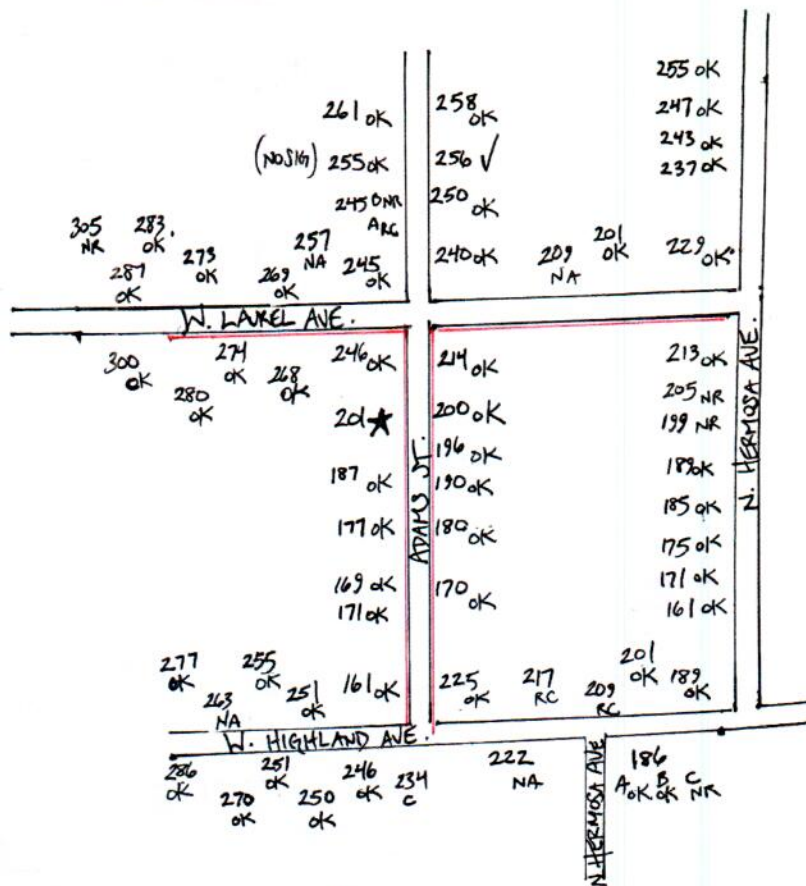 255 OK
261 OK
258 OK
247 OK
243 OK
(NO SIG) 255 OK
256 ✓
237 OK
245 B NR
A RC
250 OK
305 NR
283 OK
257 NA
201 OK
287 OK
273 OK
269 OK
245 OK
240 OK
209 NA
229 OK
W. LAUREL AVE.
300 OK
274 OK
268 OK
246 OK
214 OK
213 OK
280 OK
205 NR
201 ★
200 OK
199 NR
196 OK
187 OK
190 OK
189 OK
185 OK
177 OK
180 OK
175 OK
169 OK
170 OK
171 OK
171 OK
161 OK
ADAMS ST.
N. HERMOSA AVE.
277 OK
255 OK
201 OK
263 NA
251 OK
161 OK
225 OK
217 RC
209 RC
189 OK
W. HIGHLAND AVE.
286 OK
251 OK
246 OK
234 C
222 NA
186
A OK B OK C NR
270 OK
250 OK
N. HERMOSA AVE